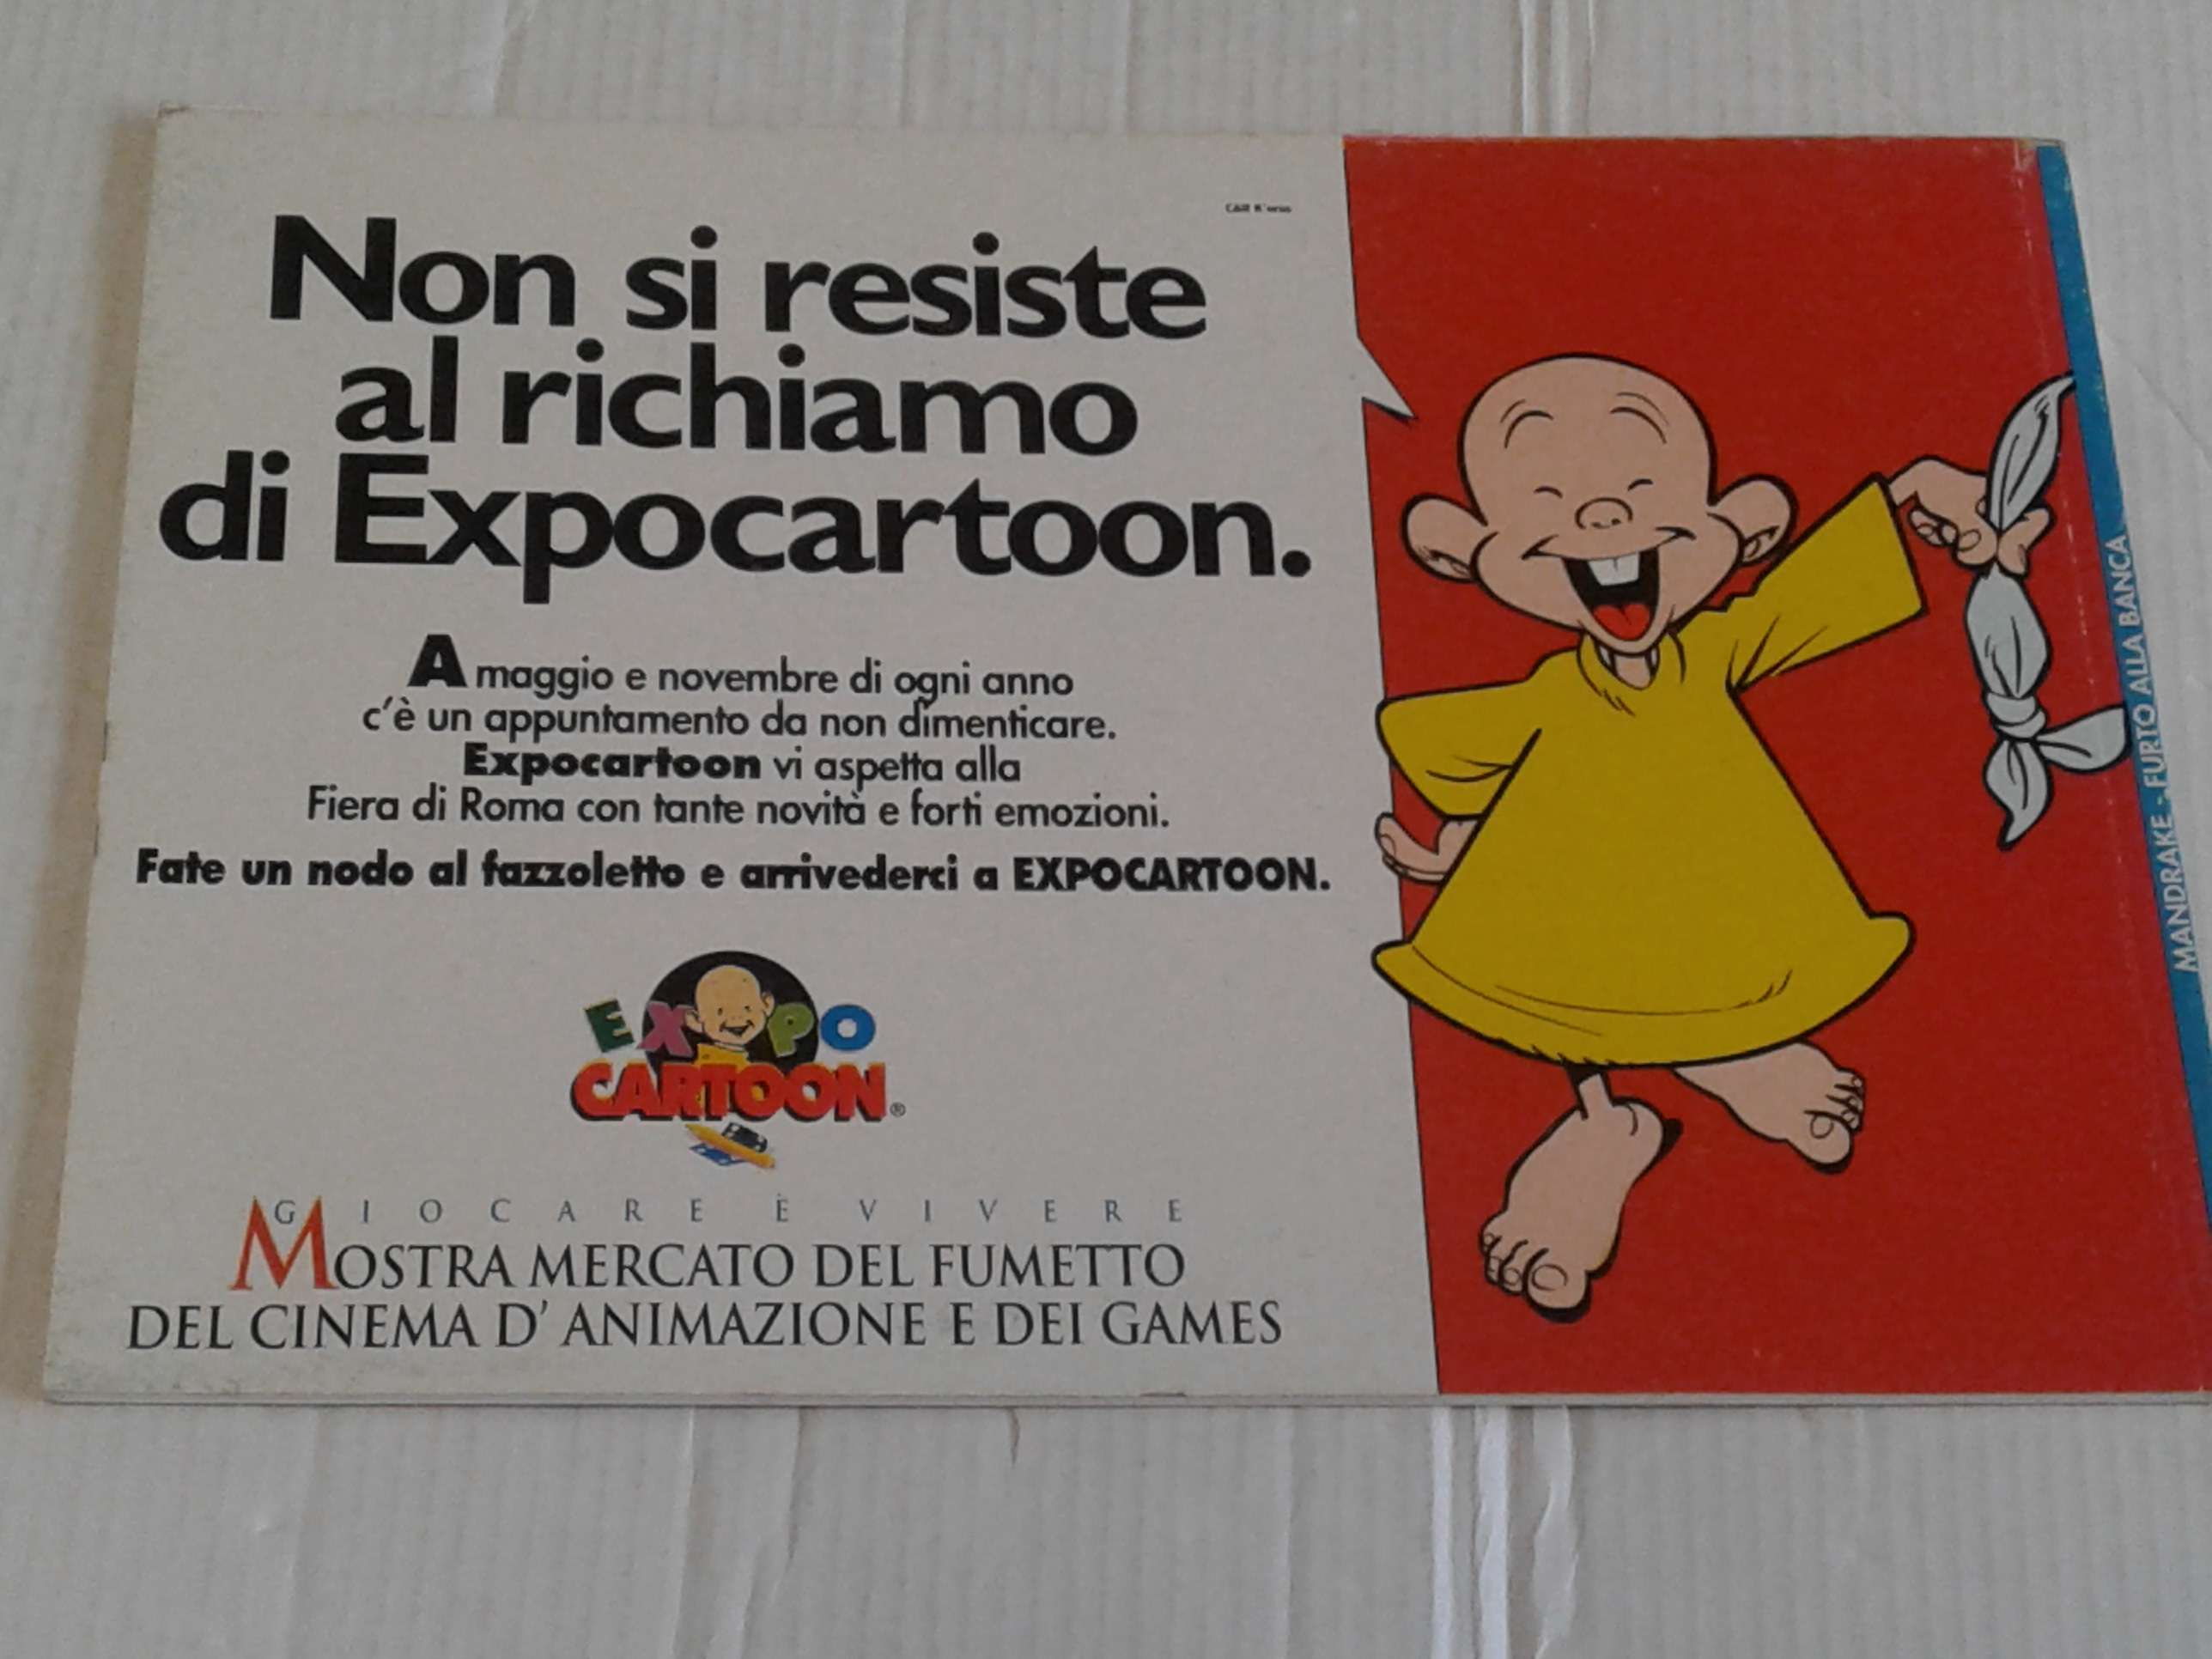 Non si resiste
al richiamo
di Expocartoon.
A maggio e novembre di ogni anno
c'è un appuntamento da non dimenticare.
Expocartoon vi aspetta alla
Fiera di Roma con tante novità e forti emozioni.
Fate un nodo al fazzoletto e arrivederci a EXPOCARTOON.
EXPO
CARTOON®
GIOCARE È VIVERE
MOSTRA MERCATO DEL FUMETTO
DEL CINEMA D' ANIMAZIONE E DEI GAMES
MANDRAKE - FURTO ALLA BANCA